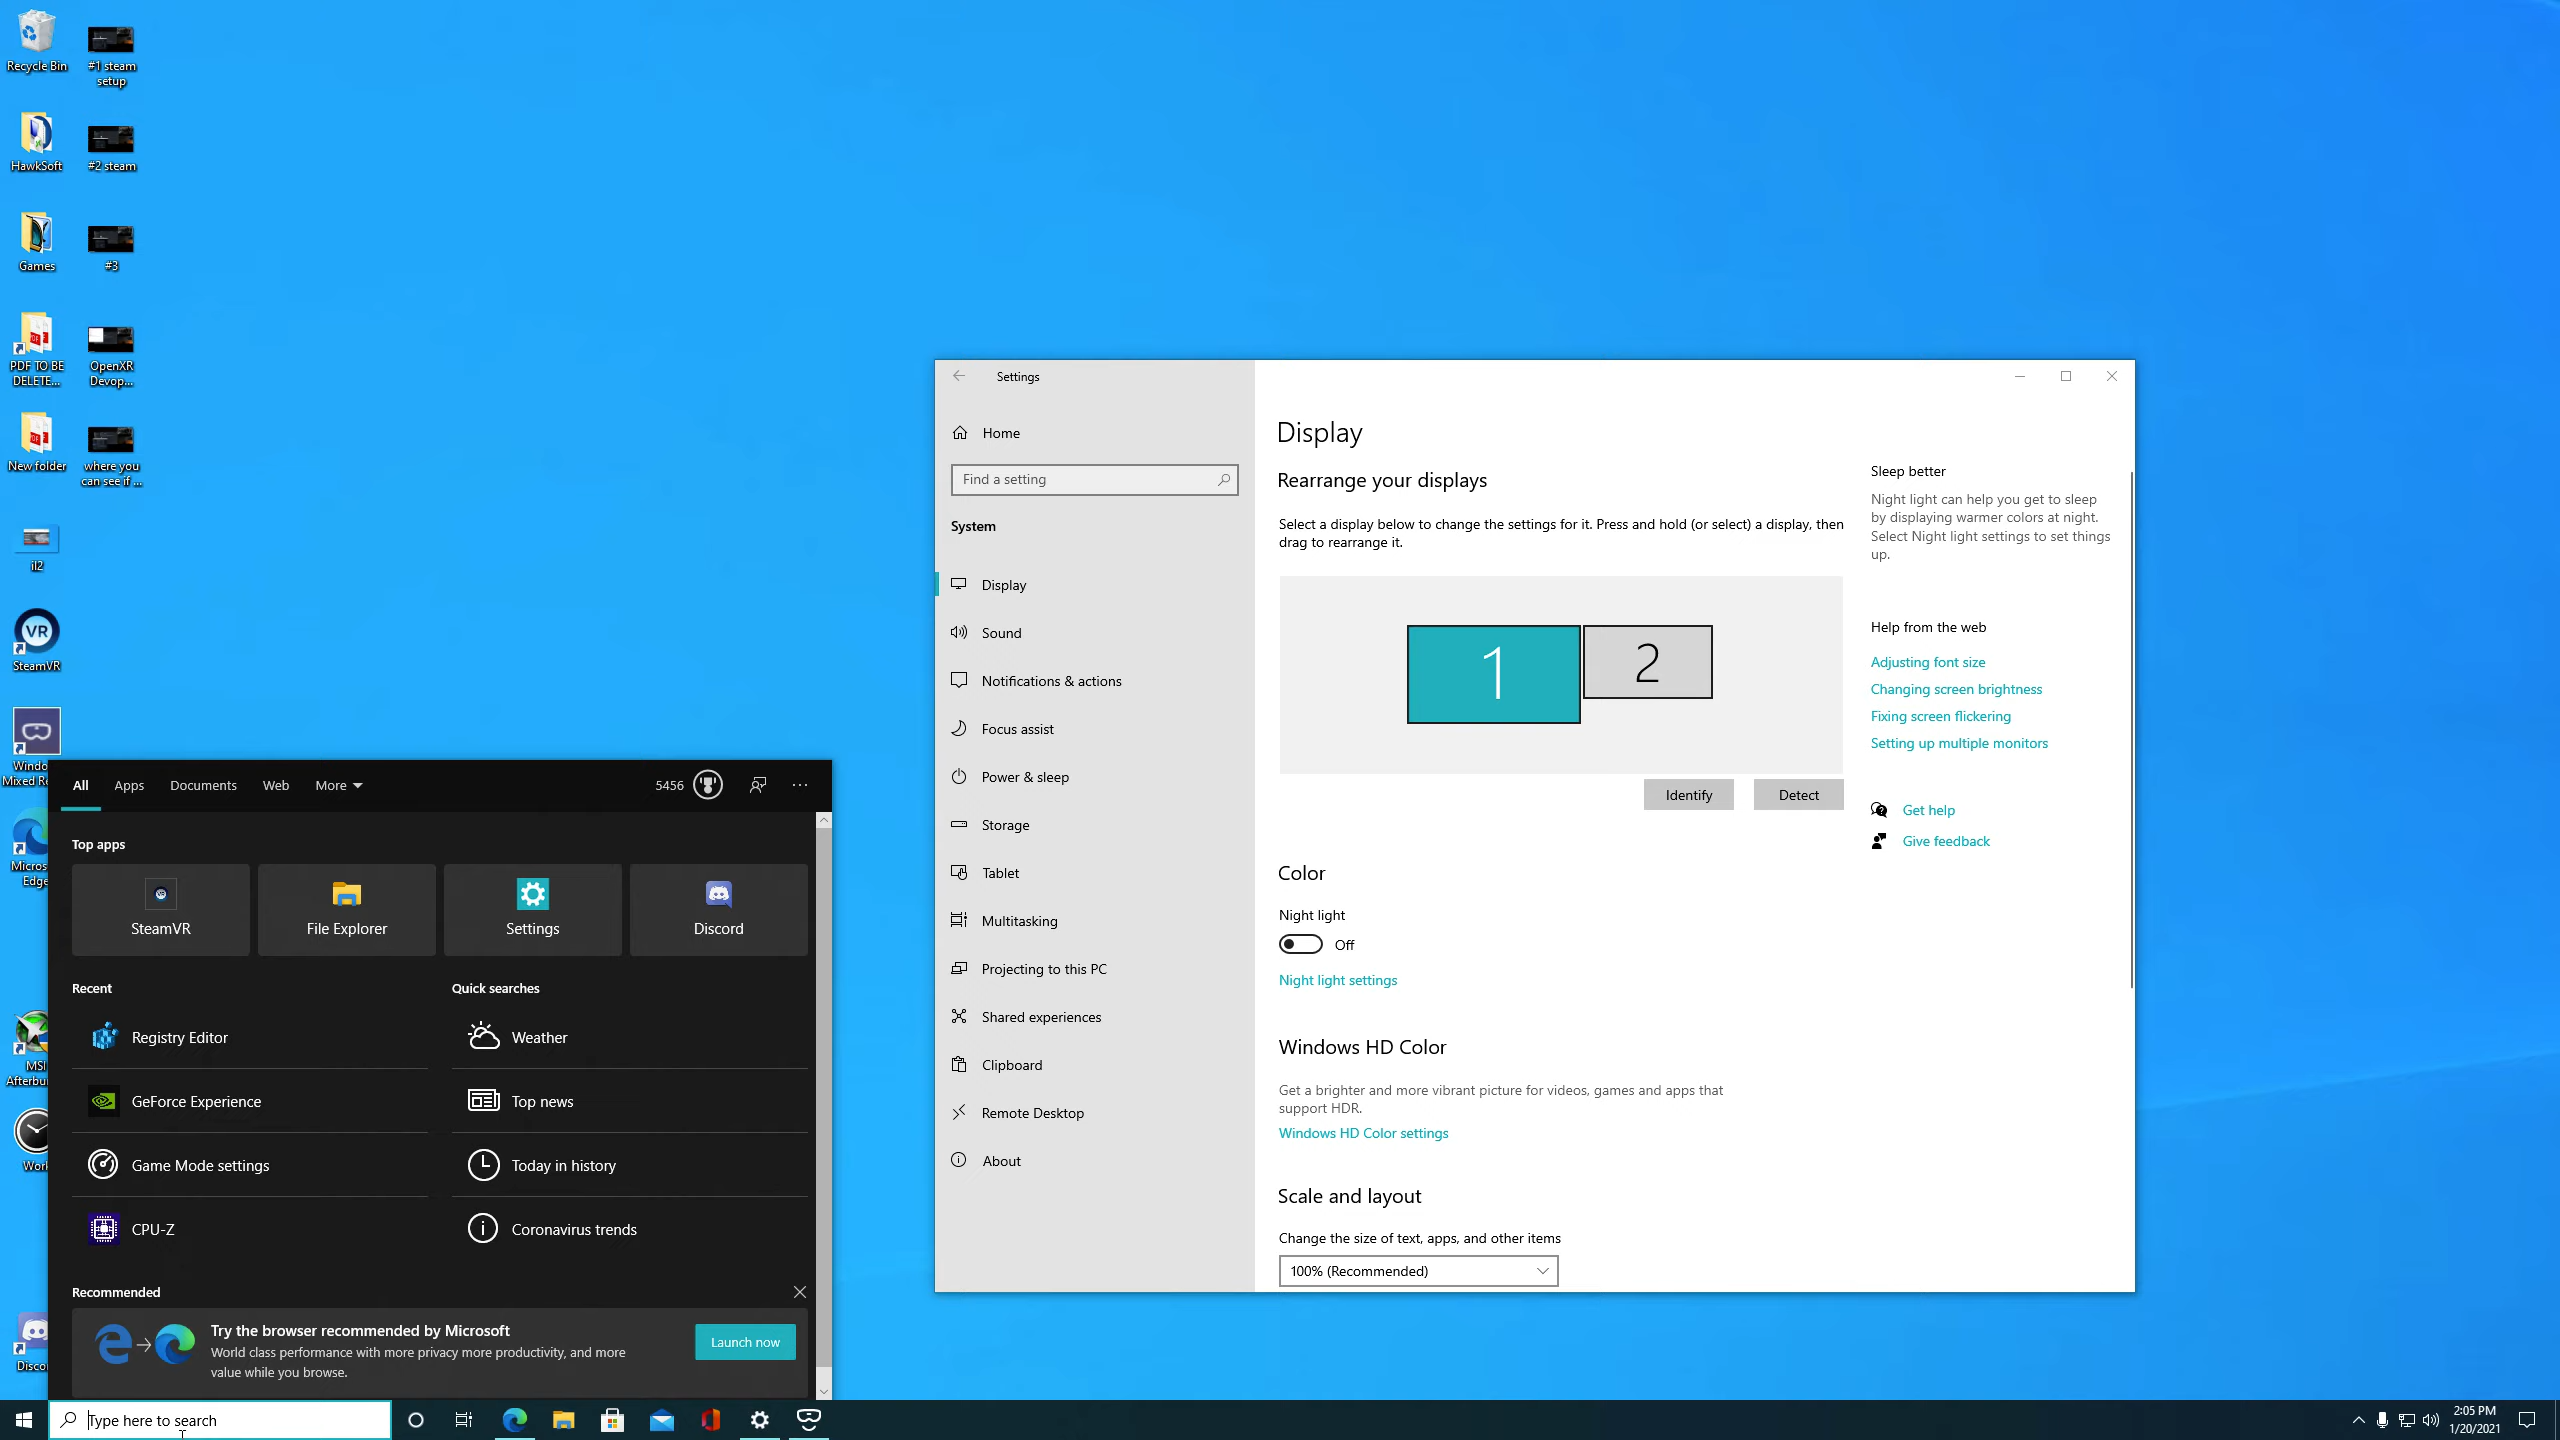 Recycle Bin
#1 steam
setup
HawkSoft
#2 steam
Games
#3
PDF TO BE
DELETE...
OpenXR
Devop...
New folder
where you
can see if ...
il2
SteamVR
Windo
Mixed Re
Micros
Edge
MSI
Afterbu
Work
Disco
All
Apps
Documents
Web
More
5456
Top apps
SteamVR
File Explorer
Settings
Discord
Recent
Registry Editor
GeForce Experience
Game Mode settings
CPU-Z
Quick searches
Weather
Top news
Today in history
Coronavirus trends
Recommended
Try the browser recommended by Microsoft
World class performance with more privacy more productivity, and more
value while you browse.
Launch now
Type here to search
Settings
Home
Find a setting
System
Display
Sound
Notifications & actions
Focus assist
Power & sleep
Storage
Tablet
Multitasking
Projecting to this PC
Shared experiences
Clipboard
Remote Desktop
About
Display
Rearrange your displays
Select a display below to change the settings for it. Press and hold (or select) a display, then
drag to rearrange it.
1
2
Identify
Detect
Color
Night light
Off
Night light settings
Windows HD Color
Get a brighter and more vibrant picture for videos, games and apps that
support HDR.
Windows HD Color settings
Scale and layout
Change the size of text, apps, and other items
100% (Recommended)
Sleep better
Night light can help you get to sleep
by displaying warmer colors at night.
Select Night light settings to set things
up.
Help from the web
Adjusting font size
Changing screen brightness
Fixing screen flickering
Setting up multiple monitors
Get help
Give feedback
2:05 PM
1/20/2021